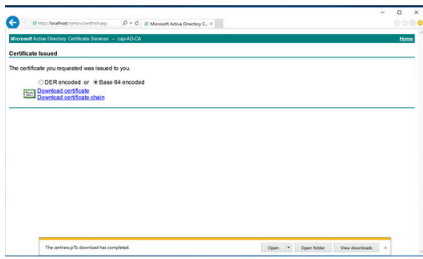 http://localhost/certsrv/certfnsh.asp
Microsoft Active Directory C...
Microsoft Active Directory Certificate Services -- zap-AD-CA
Home
Certificate Issued
The certificate you requested was issued to you.
DER encoded or Base 64 encoded
Download certificate
Download certificate chain
The certnew.p7b download has completed.
Open
Open folder
View downloads